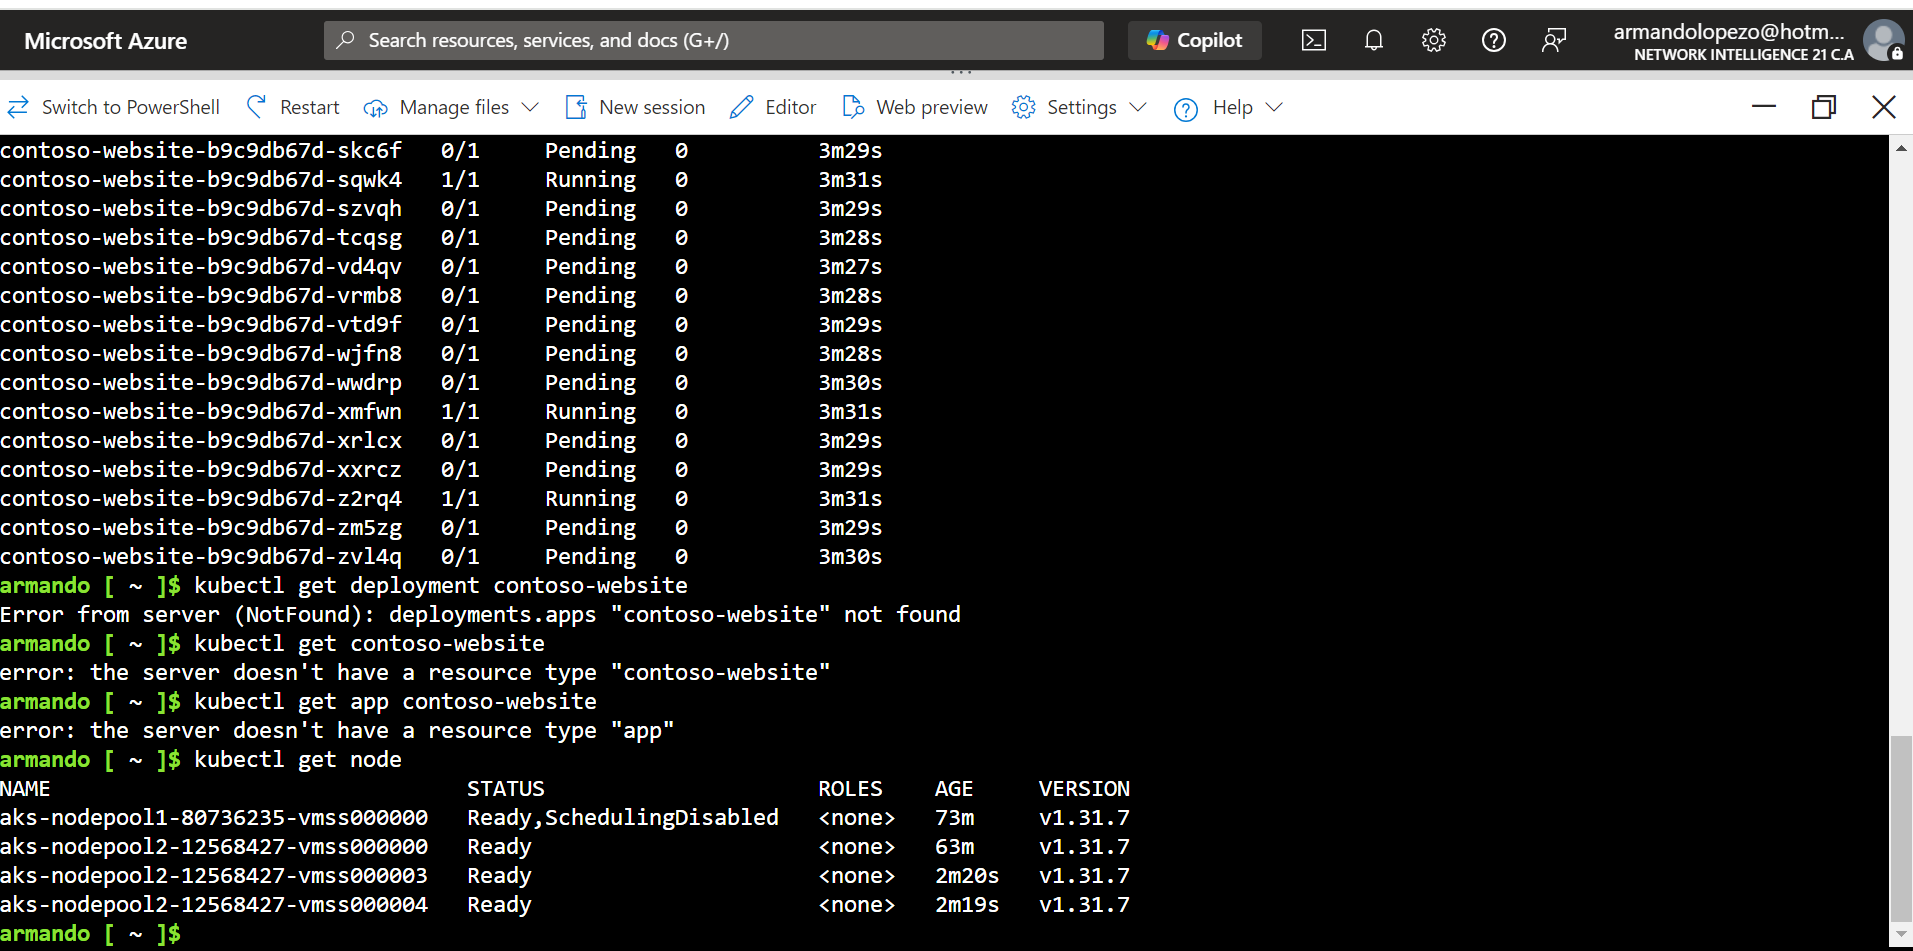 Microsoft Azure
Search resources, services, and docs (G+/)
Copilot
armandolopezo@hotm...
NETWORK INTELLIGENCE 21 C.A
Switch to PowerShell Restart Manage files New session Editor Web preview Settings Help
contoso-website-b9c9db67d-skc6f 0/1 Pending 0 3m29s
contoso-website-b9c9db67d-sqwk4 1/1 Running 0 3m31s
contoso-website-b9c9db67d-szvqh 0/1 Pending 0 3m29s
contoso-website-b9c9db67d-tcqsg 0/1 Pending 0 3m28s
contoso-website-b9c9db67d-vd4qv 0/1 Pending 0 3m27s
contoso-website-b9c9db67d-vrmb8 0/1 Pending 0 3m28s
contoso-website-b9c9db67d-vtd9f 0/1 Pending 0 3m29s
contoso-website-b9c9db67d-wjfn8 0/1 Pending 0 3m28s
contoso-website-b9c9db67d-wwdrp 0/1 Pending 0 3m30s
contoso-website-b9c9db67d-xmfwn 1/1 Running 0 3m31s
contoso-website-b9c9db67d-xrlcx 0/1 Pending 0 3m29s
contoso-website-b9c9db67d-xxrcz 0/1 Pending 0 3m29s
contoso-website-b9c9db67d-z2rq4 1/1 Running 0 3m31s
contoso-website-b9c9db67d-zm5zg 0/1 Pending 0 3m29s
contoso-website-b9c9db67d-zvl4q 0/1 Pending 0 3m30s
armando [ ~ ]$ kubectl get deployment contoso-website
Error from server (NotFound): deployments.apps "contoso-website" not found
armando [ ~ ]$ kubectl get contoso-website
error: the server doesn't have a resource type "contoso-website"
armando [ ~ ]$ kubectl get app contoso-website
error: the server doesn't have a resource type "app"
armando [ ~ ]$ kubectl get node
NAME STATUS ROLES AGE VERSION
aks-nodepool1-80736235-vmss000000 Ready,SchedulingDisabled <none> 73m v1.31.7
aks-nodepool2-12568427-vmss000000 Ready <none> 63m v1.31.7
aks-nodepool2-12568427-vmss000003 Ready <none> 2m20s v1.31.7
aks-nodepool2-12568427-vmss000004 Ready <none> 2m19s v1.31.7
armando [ ~ ]$